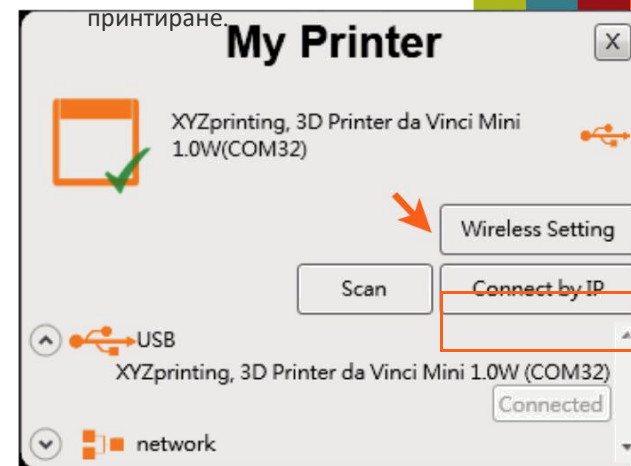 принтиране.
My Printer
X
XYZprinting, 3D Printer da Vinci Mini
1.0W(COM32)
Wireless Setting
Scan
Connect by IP
USB
XYZprinting, 3D Printer da Vinci Mini 1.0W (COM32)
Connected
network